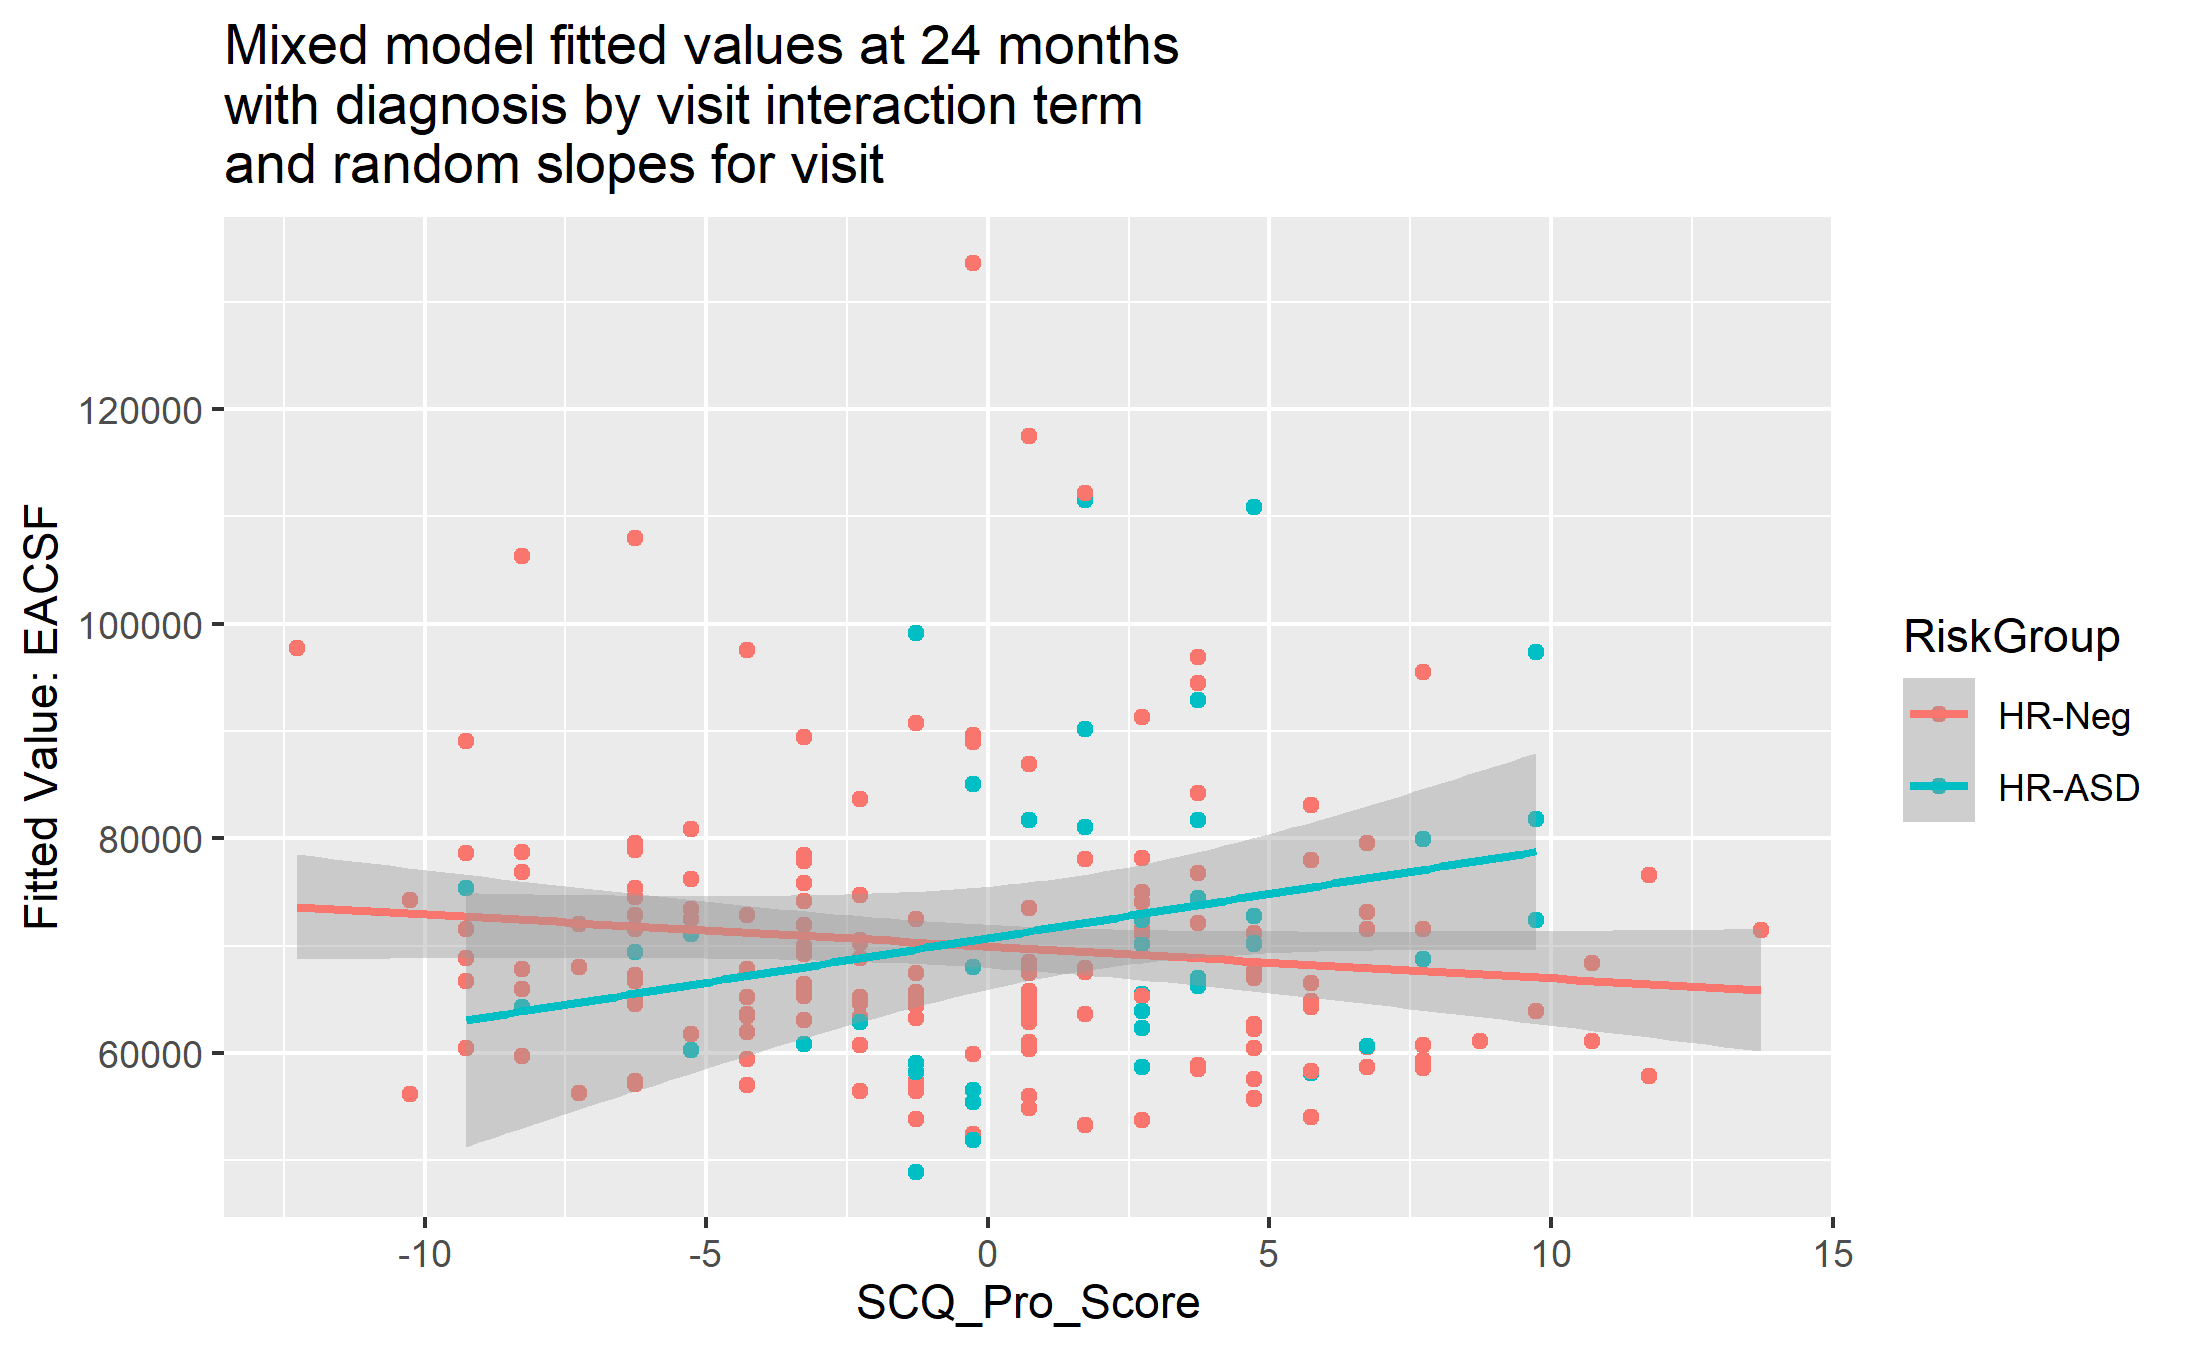 Mixed model fitted values at 24 months
with diagnosis by visit interaction term
and random slopes for visit
Fitted Value: EACSF
120000
100000
80000
60000
-10
-5
0
5
10
15
SCQ_Pro_Score
RiskGroup
HR-Neg
HR-ASD